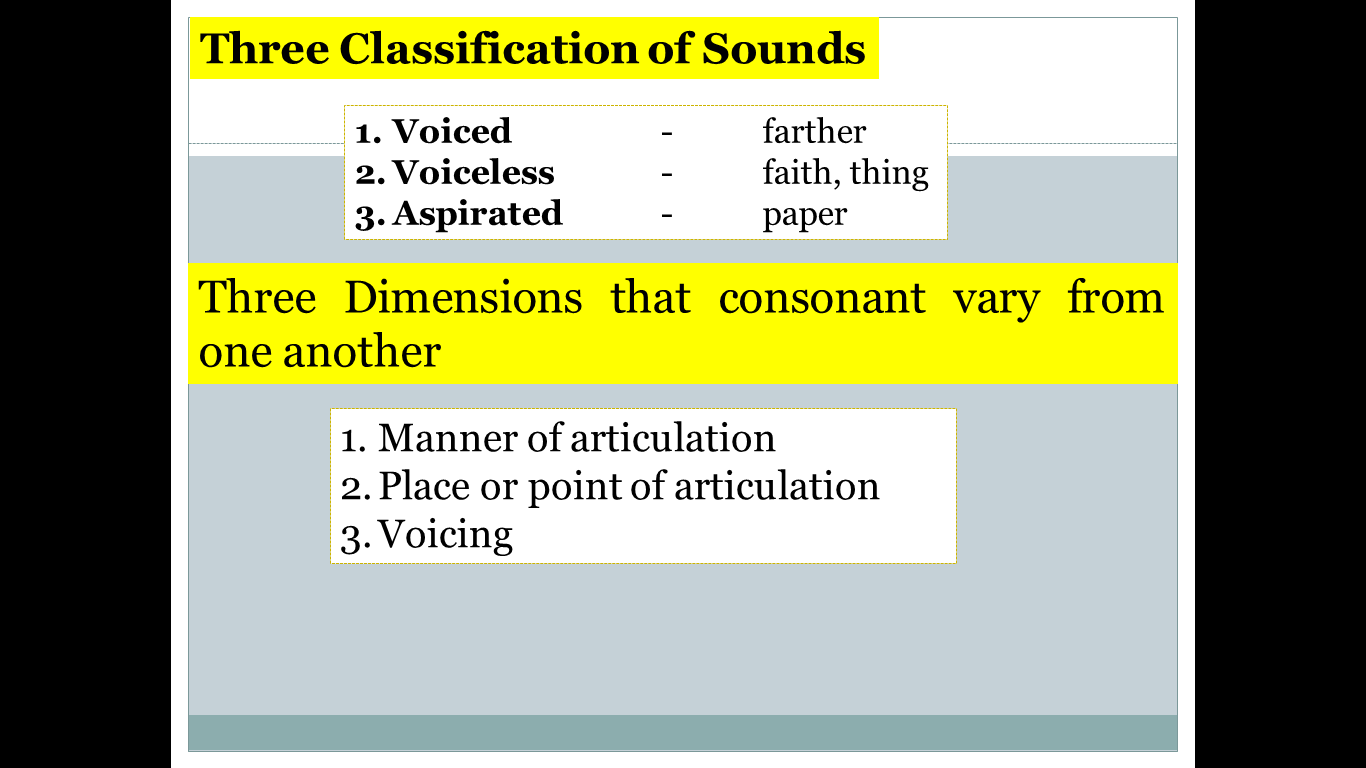 Three Classification of Sounds
1. Voiced - farther
2. Voiceless - faith, thing
3. Aspirated - paper
Three Dimensions that consonant vary from
one another
1. Manner of articulation
2. Place or point of articulation
3. Voicing